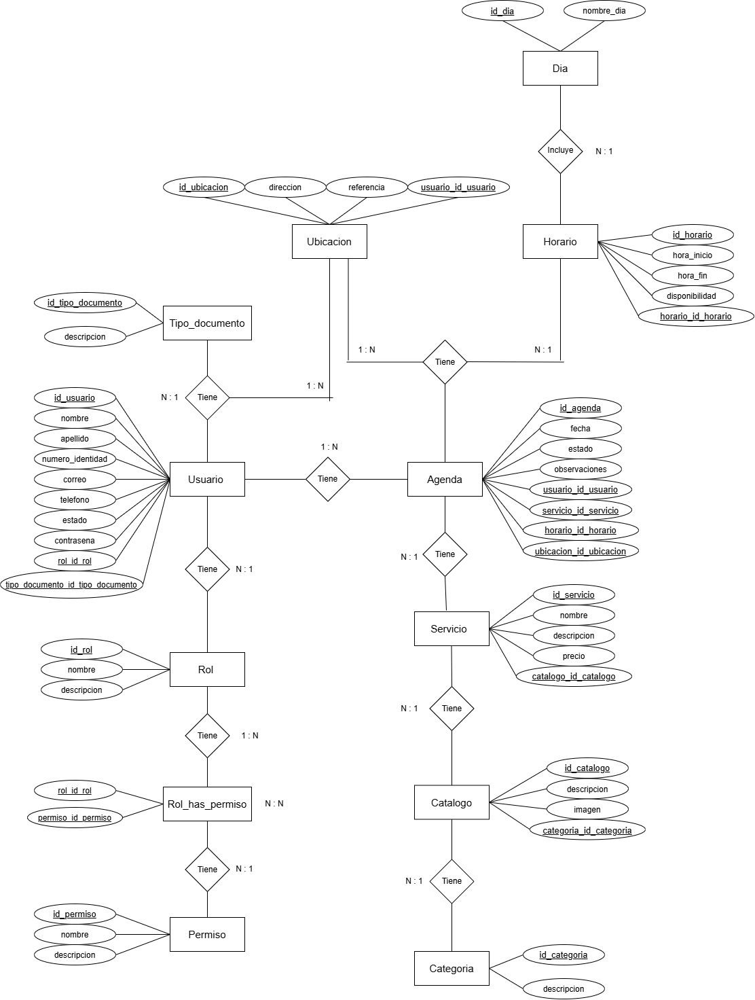 id_dia
nombre_dia
Dia
Incluye
N : 1
id_ubicacion
direccion
referencia
usuario_id_usuario
Ubicacion
Horario
id_horario
hora_inicio
hora_fin
disponibilidad
horario_id_horario
id_tipo_documento
descripcion
Tipo_documento
1 : N
Tiene
N : 1
N : 1
Tiene
1 : N
id_usuario
nombre
apellido
numero_identidad
correo
telefono
estado
contrasena
rol_id_rol
tipo_documento_id_tipo_documento
Usuario
1 : N
Tiene
Agenda
id_agenda
fecha
estado
observaciones
usuario_id_usuario
servicio_id_servicio
horario_id_horario
ubicacion_id_ubicacion
Tiene
N : 1
N : 1
Tiene
id_servicio
nombre
descripcion
precio
catalogo_id_catalogo
Servicio
id_rol
nombre
descripcion
Rol
N : 1
Tiene
Tiene
1 : N
rol_id_rol
permiso_id_permiso
Rol_has_permiso
N : N
id_catalogo
descripcion
imagen
categoria_id_categoria
Catalogo
Tiene
N : 1
N : 1
Tiene
id_permiso
nombre
descripcion
Permiso
Categoria
id_categoria
descripcion